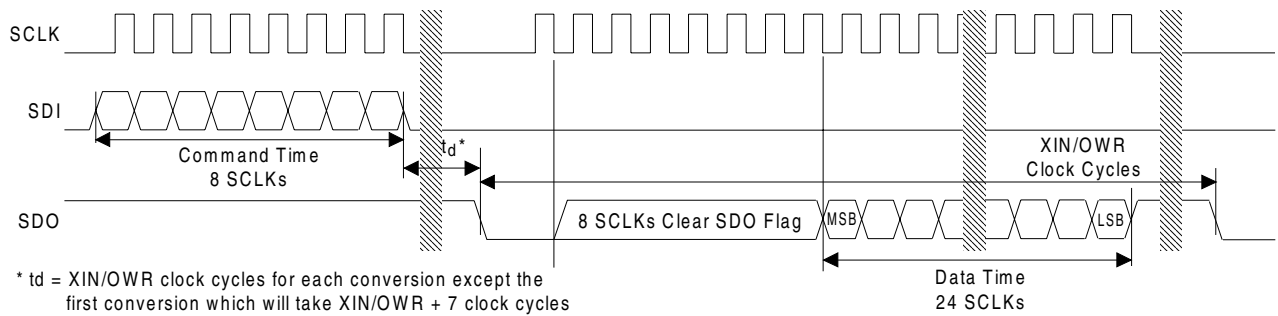 SCLK
SDI
Command Time
8 SCLKs
td*
XIN/OWR
Clock Cycles
SDO
8 SCLKs Clear SDO Flag
MSB
LSB
Data Time
24 SCLKs
* td = XIN/OWR clock cycles for each conversion except the
first conversion which will take XIN/OWR + 7 clock cycles